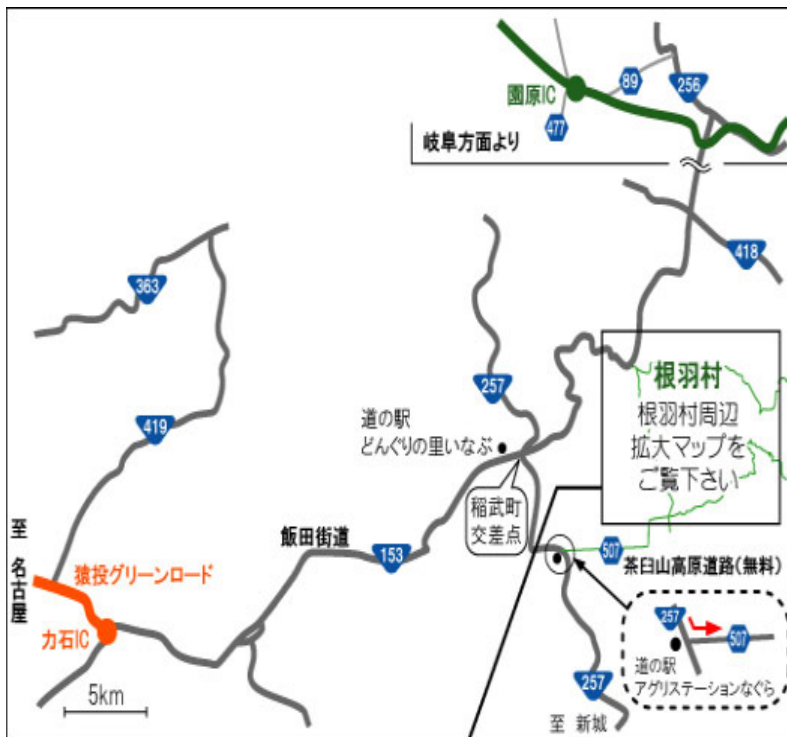 園原IC
89
256
477
岐阜方面より
418
363
257
419
根羽村
根羽村周辺
拡大マップを
ご覧下さい
道の駅
どんぐりの里いなぶ
稲武町
交差点
至 名古屋
飯田街道
153
507
茶臼山高原道路(無料)
猿投グリーンロード
力石IC
257
507
道の駅
アグリステーションなぐら
5km
257
至 新城